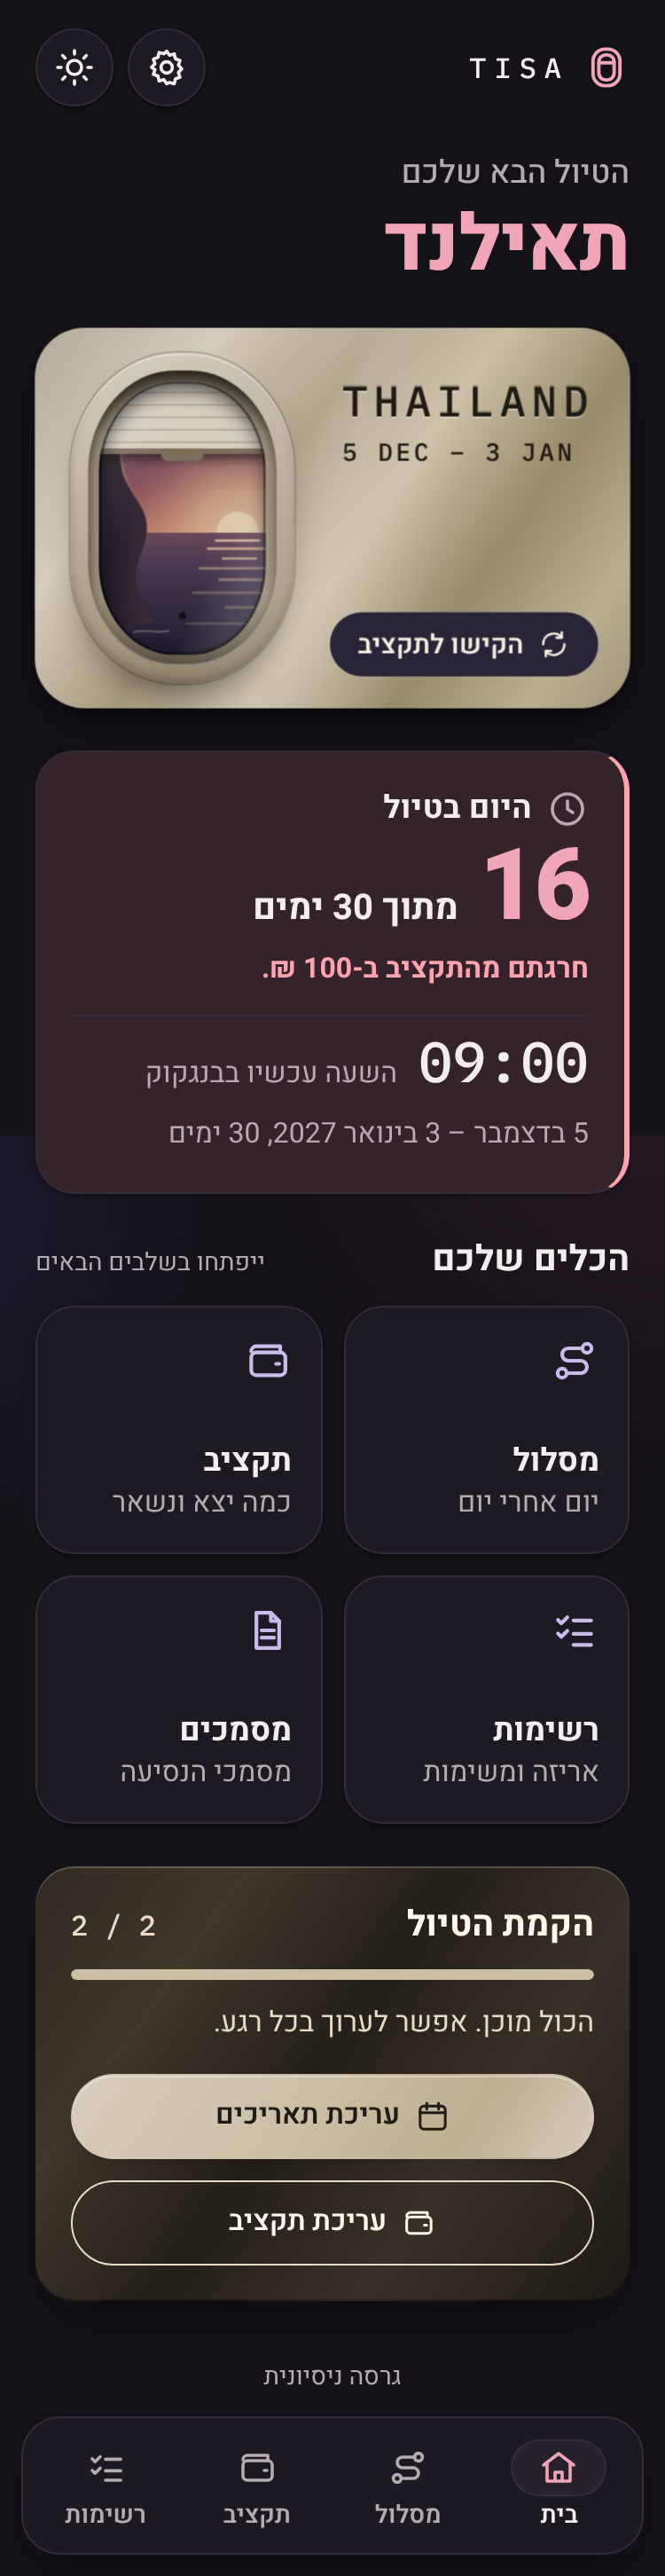 TISA
הטיול הבא שלכם
תאילנד
THAILAND
5 DEC – 3 JAN
הקישו לתקציב
היום בטיול
16 מתוך 30 ימים
חרגתם מהתקציב ב-100 ₪.
09:00 השעה עכשיו בבנגקוק
5 בדצמבר – 3 בינואר 2027, 30 ימים
הכלים שלכם
ייפתחו בשלבים הבאים
מסלול
יום אחרי יום
תקציב
כמה יצא ונשאר
רשימות
אריזה ומשימות
מסמכים
מסמכי הנסיעה
הקמת הטיול
2 / 2
הכול מוכן. אפשר לערוך בכל רגע.
עריכת תאריכים
עריכת תקציב
גרסה ניסיונית
בית
מסלול
תקציב
רשימות